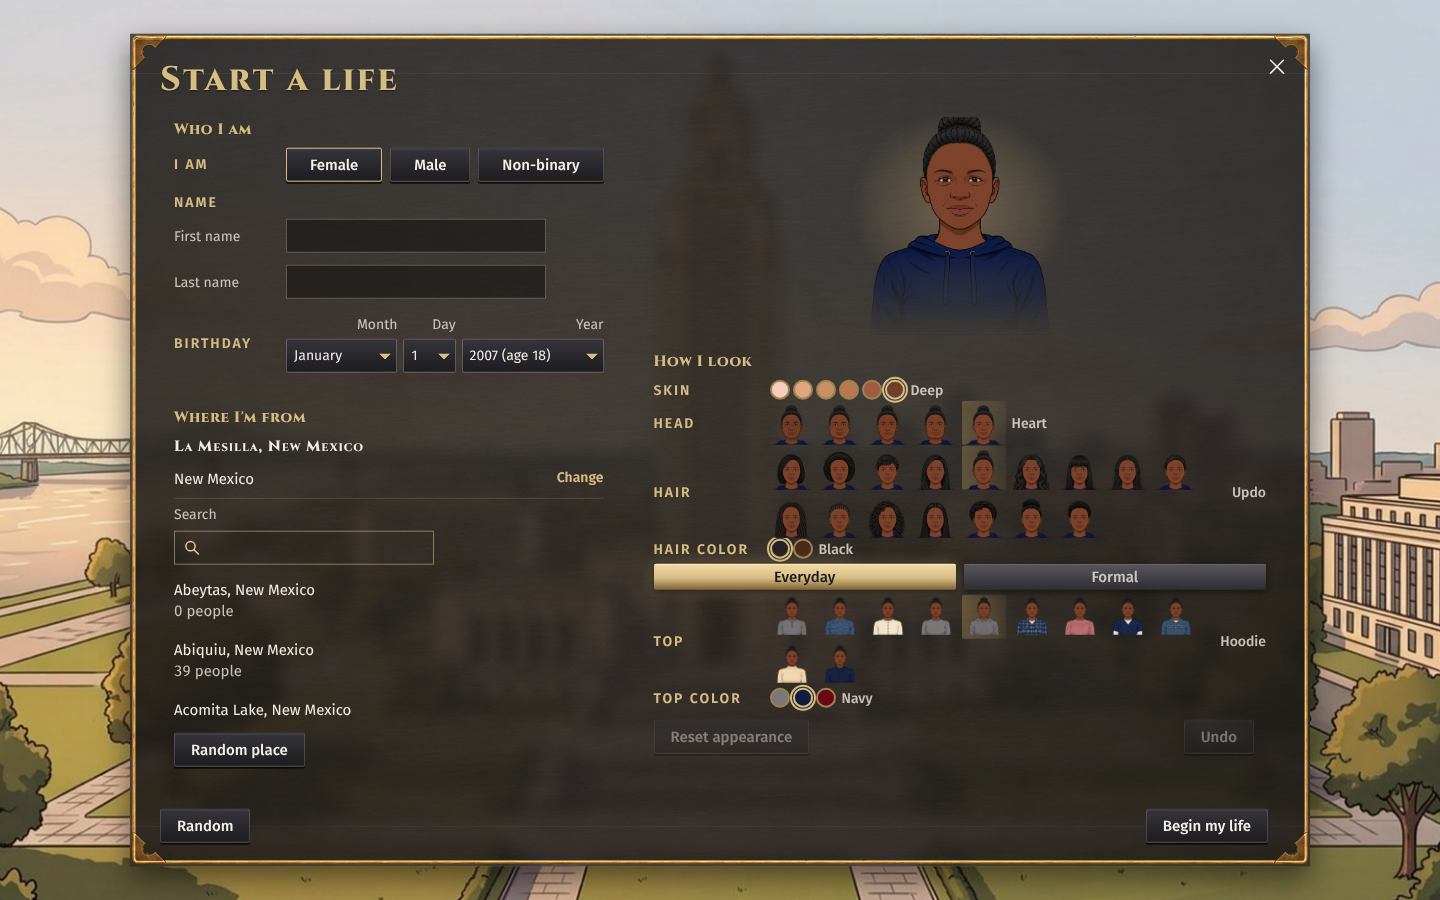 START A LIFE
WHO I AM
I AM
Female
Male
Non-binary
NAME
First name
Last name
Month
Day
Year
BIRTHDAY
January
1
2007 (age 18)
WHERE I'M FROM
LA MESILLA, NEW MEXICO
New Mexico
Change
Search
Abeytas, New Mexico
0 people
Abiquiu, New Mexico
39 people
Acomita Lake, New Mexico
Random place
Random
HOW I LOOK
SKIN
Deep
HEAD
Heart
HAIR
Updo
HAIR COLOR
Black
Everyday
Formal
TOP
Hoodie
TOP COLOR
Navy
Reset appearance
Undo
Begin my life